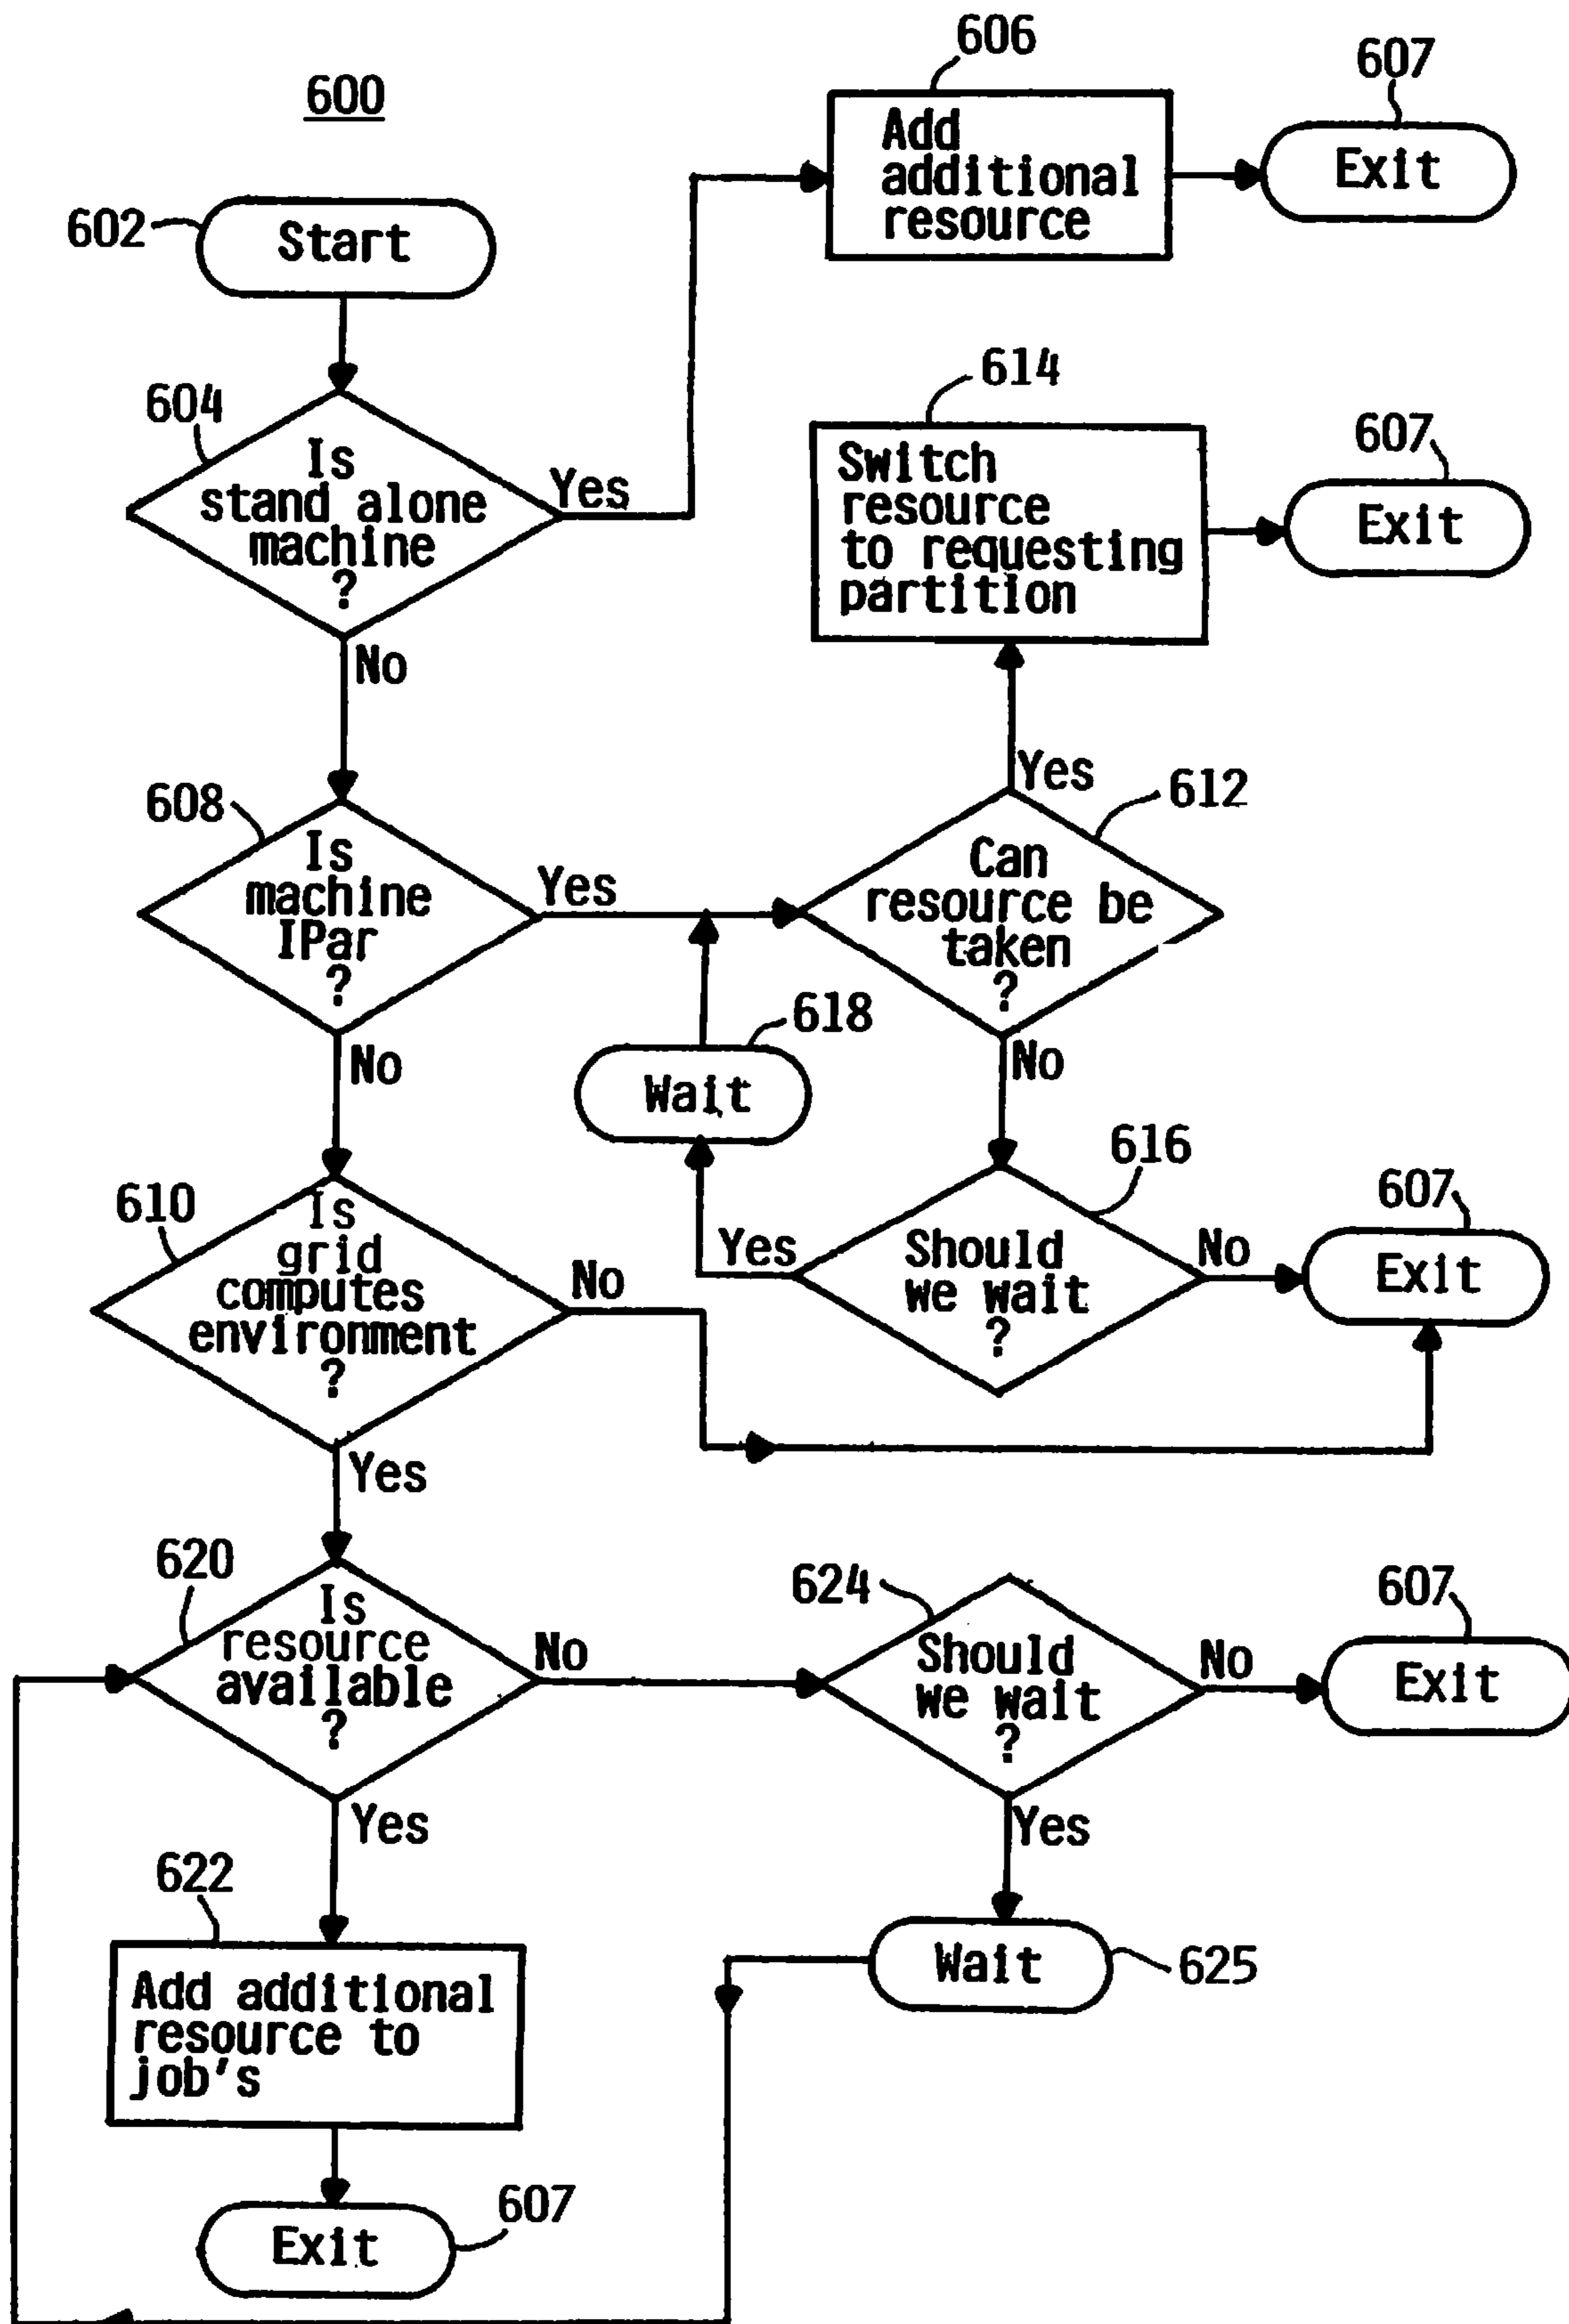 600
606
Add
additional
resource
607
Exit
602
Start
604
Is
stand alone
machine
?
Yes
No
614
Switch
resource
to requesting
partition
607
Exit
608
Is
machine
IPar
?
Yes
No
612
Can
resource be
taken
?
Yes
No
618
Wait
616
Should
we wait
?
Yes
No
607
Exit
610
Is
grid
computes
environment
?
No
Yes
620
Is
resource
available
?
No
Yes
624
Should
we wait
?
No
Yes
607
Exit
622
Add additional
resource to
job's
Wait
625
Exit
607